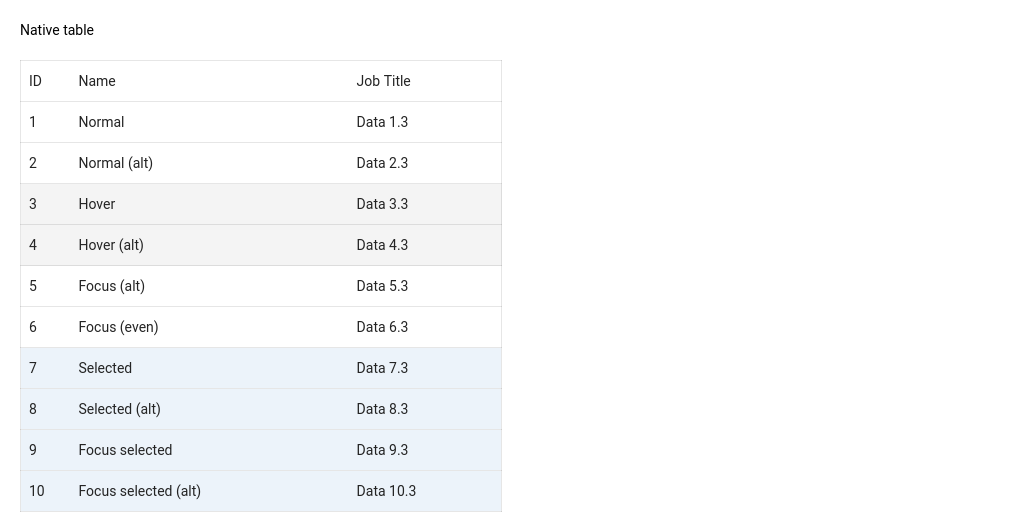 Native table
ID Name Job Title
1 Normal Data 1.3
2 Normal (alt) Data 2.3
3 Hover Data 3.3
4 Hover (alt) Data 4.3
5 Focus (alt) Data 5.3
6 Focus (even) Data 6.3
7 Selected Data 7.3
8 Selected (alt) Data 8.3
9 Focus selected Data 9.3
10 Focus selected (alt) Data 10.3